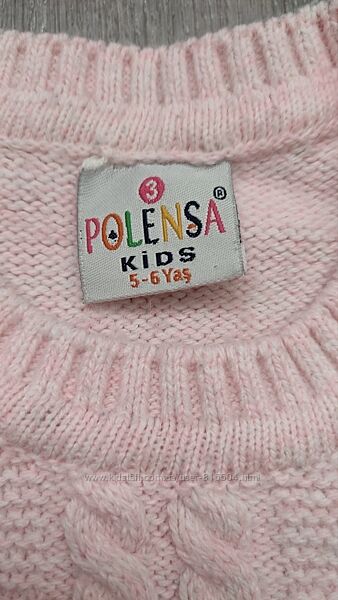 3
POLENSA ®
KiDS
5-6 Yaş